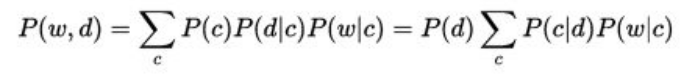 P(w, d) = ∑_c P(c)P(d|c)P(w|c) = P(d) ∑_c P(c|d)P(w|c)